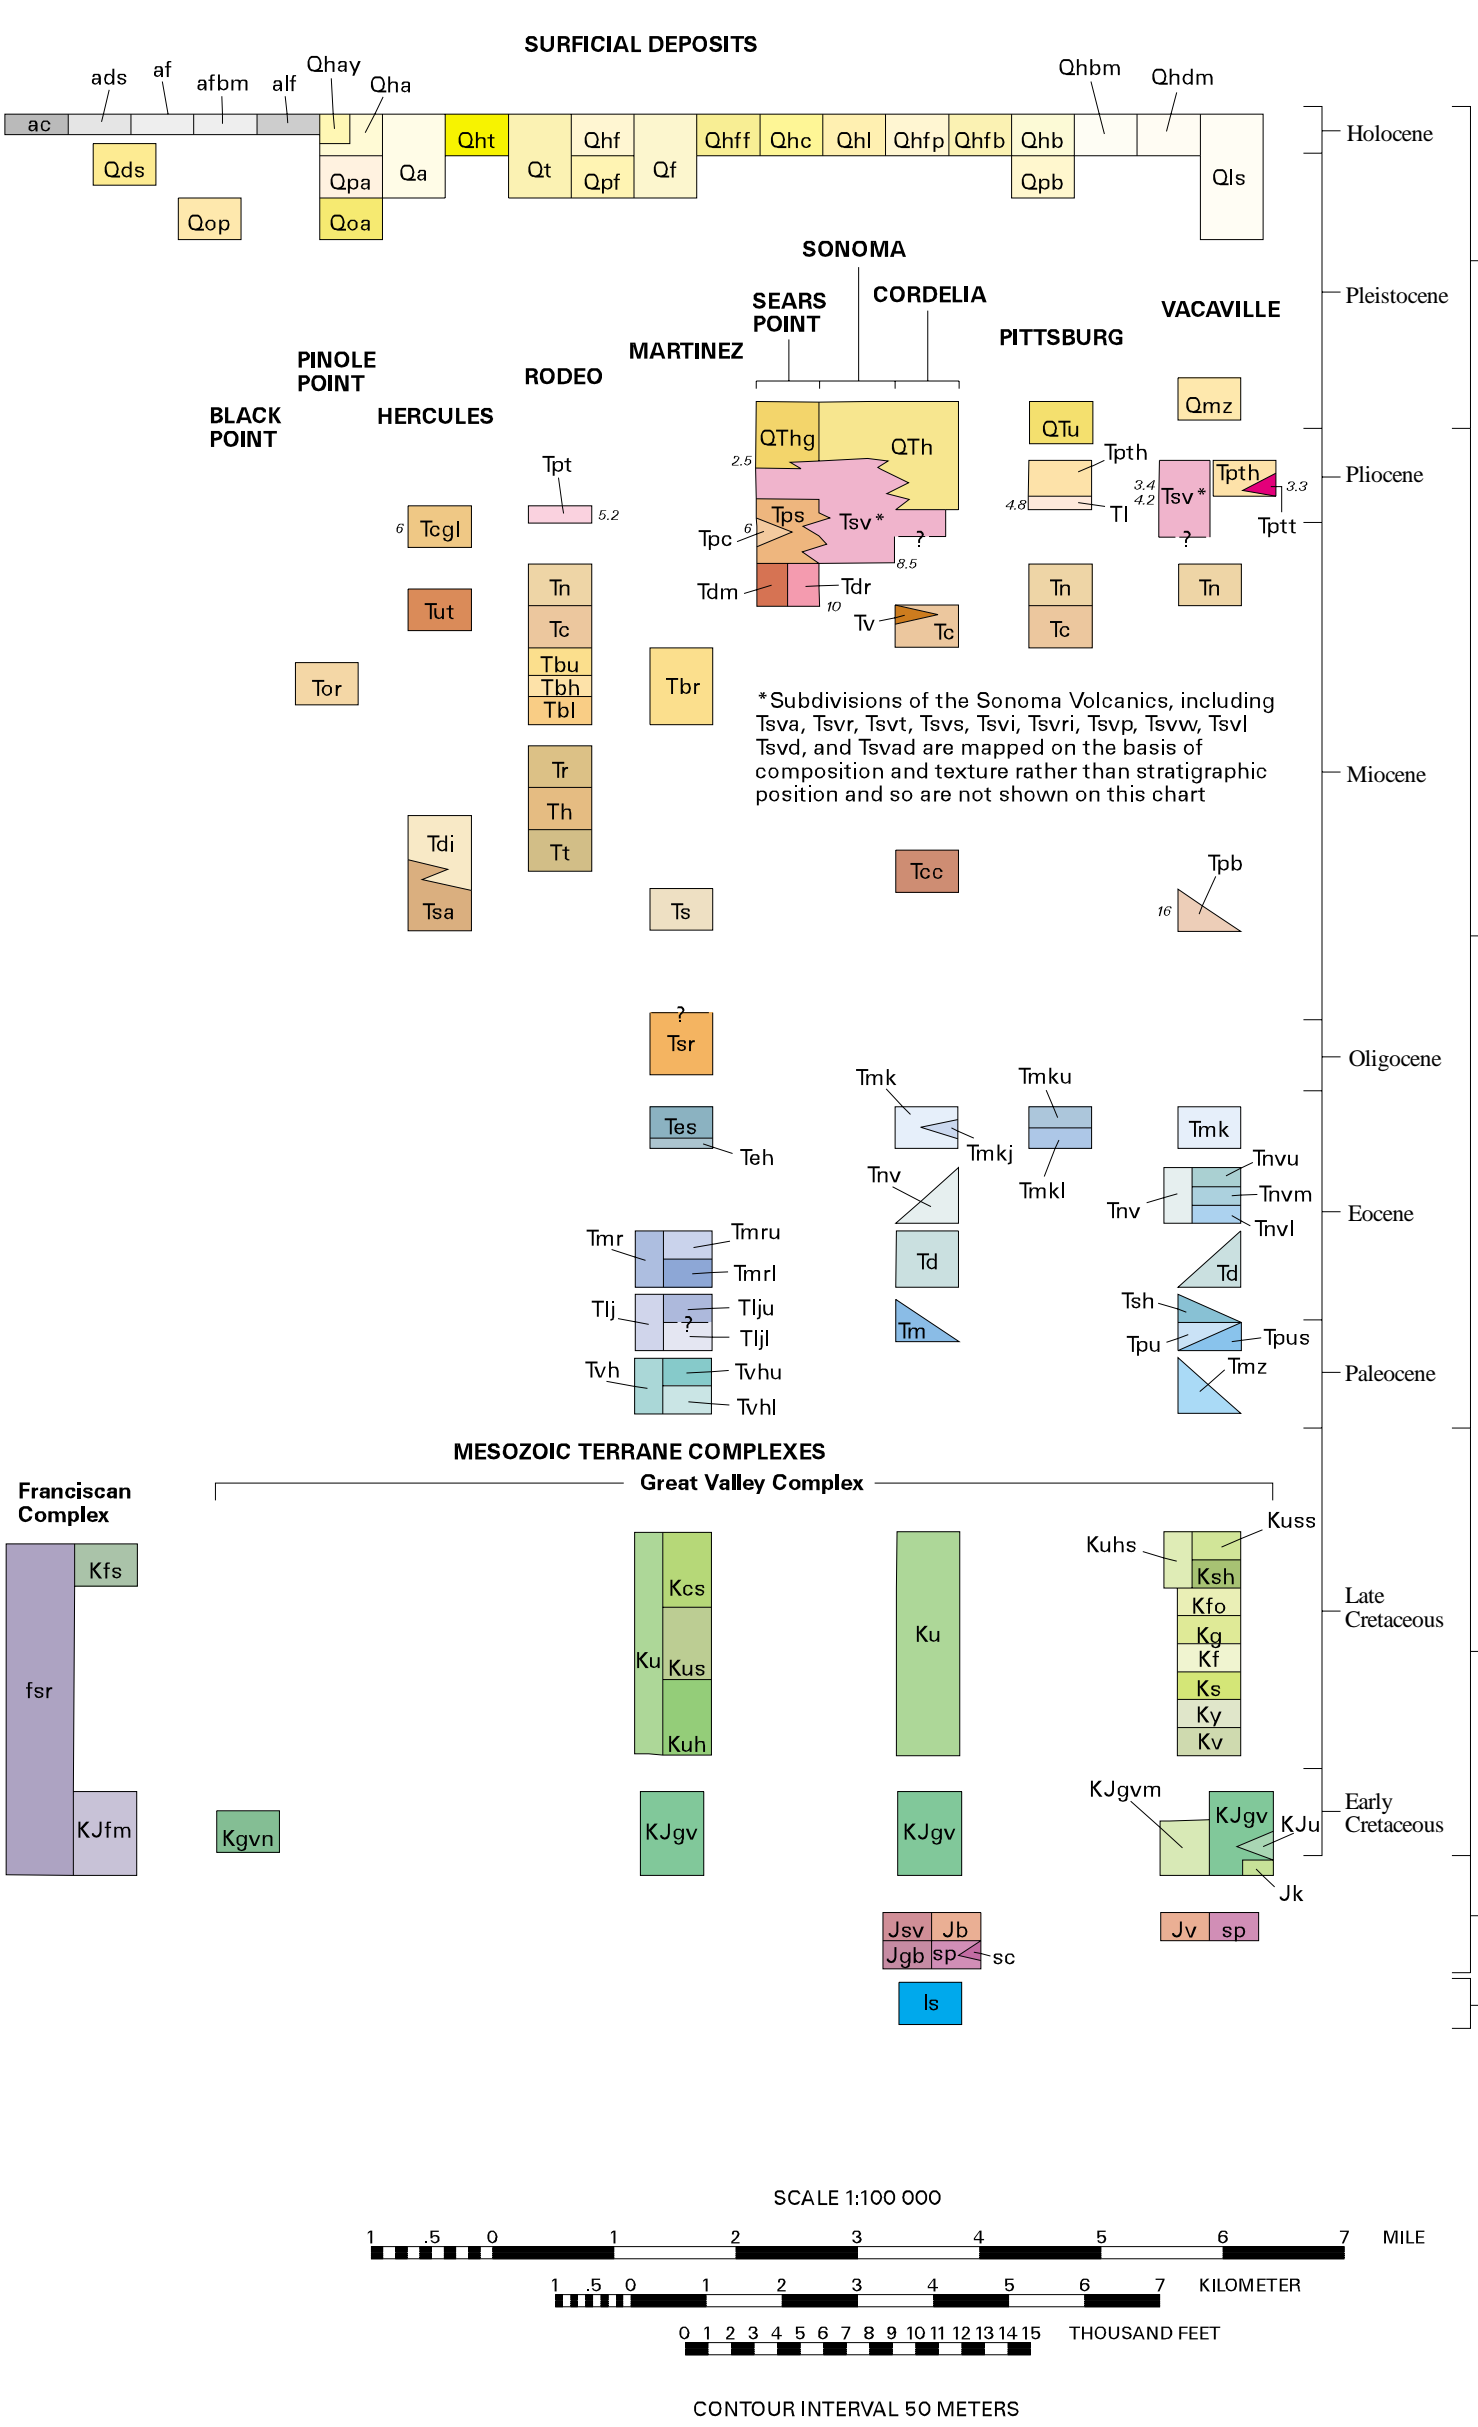 SURFICIAL DEPOSITS
ads
af
afbm
alf
Qhay
Qha
Qhbm
Qhdm
ac
Qht
Qhf
Qhff
Qhc
Qhl
Qhfp
Qhfb
Qhb
Holocene
Qds
Qpa
Qa
Qt
Qpf
Qf
Qpb
Qls
Qop
Qoa
SONOMA
SEARS
POINT
CORDELIA
Pleistocene
VACAVILLE
PITTSBURG
MARTINEZ
PINOLE
POINT
RODEO
BLACK
POINT
HERCULES
Qmz
QThg
QTh
QTu
2.5
Tpt
Tpth
Tpth
Pliocene
3.4
4.2
Tsv *
3.3
Tptt
4.8
Tl
5.2
6
Tcgl
Tps
Tsv *
Tpc
6
?
?
8.5
Tdm
Tdr
10
Tn
Tn
Tn
Tut
Tv
Tc
Tc
Tc
Tbu
Tbh
Tbl
Tbr
Tor
*Subdivisions of the Sonoma Volcanics, including
Tsva, Tsvr, Tsvt, Tsvs, Tsvi, Tsvri, Tsvp, Tsvw, Tsvl
Tsvd, and Tsvad are mapped on the basis of
composition and texture rather than stratigraphic
position and so are not shown on this chart
Miocene
Tr
Th
Tt
Tdi
Tsa
Tcc
Tpb
16
Ts
?
Tsr
Oligocene
Tmk
Tmku
Tes
Teh
Tmkj
Tmkl
Tmk
Tnv
Tnvu
Tnv
Tnvm
Tnvl
Eocene
Tmr
Tmru
Tmrl
Td
Td
Tlj
Tlju
?
Tljl
Tm
Tsh
Tpu
Tpus
Tvh
Tvhu
Tvhl
Tmz
Paleocene
MESOZOIC TERRANE COMPLEXES
Great Valley Complex
Franciscan
Complex
Kuss
Kuhs
Kfs
Kcs
Ksh
Kfo
Kg
Kf
Ks
Ky
Kv
Late
Cretaceous
Ku
Kus
Kuh
Ku
fsr
KJfm
Kgvn
KJgv
KJgv
KJgvm
KJgv
KJu
Early
Cretaceous
Jk
Jsv
Jb
Jgb
sp
sc
Jv
sp
ls
SCALE 1:100 000
1 .5 0 1 2 3 4 5 6 7 MILE
1 .5 0 1 2 3 4 5 6 7 KILOMETER
0 1 2 3 4 5 6 7 8 9 10 11 12 13 14 15 THOUSAND FEET
CONTOUR INTERVAL 50 METERS